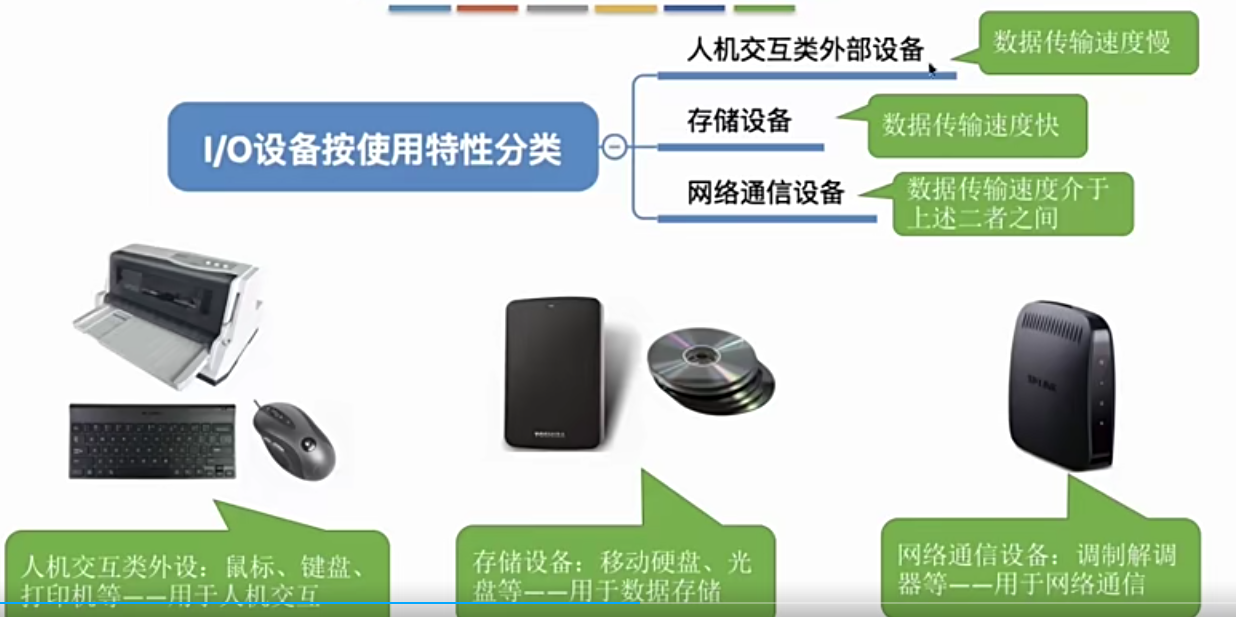 人机交互类外部设备
数据传输速度慢
I/O设备按使用特性分类
存储设备
数据传输速度快
网络通信设备
数据传输速度介于
上述二者之间
TP-LINK
人机交互类外设：鼠标、键盘、
打印机等——用于人机交互
存储设备：移动硬盘、光
盘等——用于数据存储
网络通信设备：调制解调
器等——用于网络通信